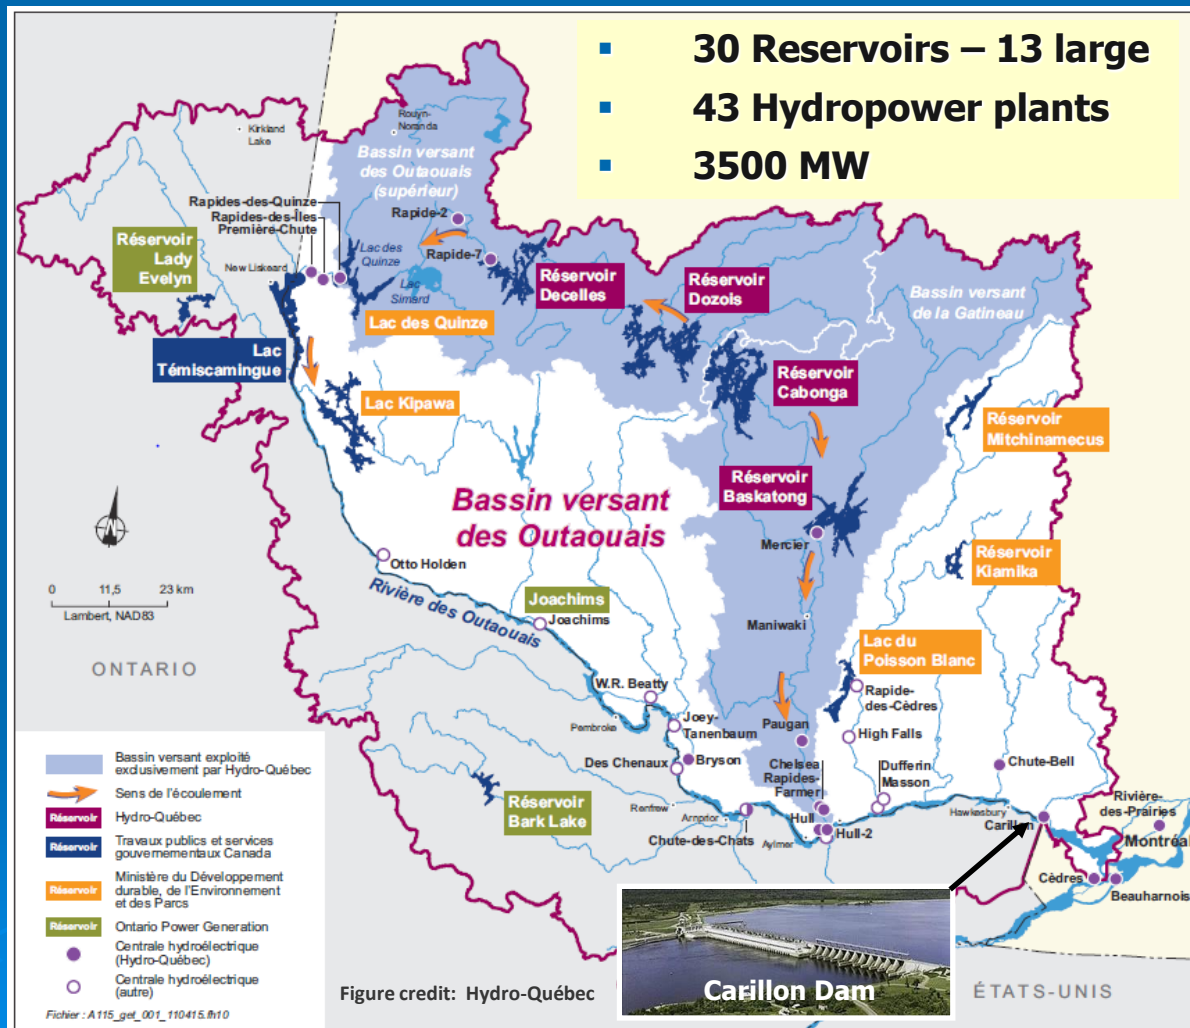 ▪ 30 Reservoirs – 13 large
▪ 43 Hydropower plants
▪ 3500 MW
Kirkland
Lake
Rouyn-
Noranda
Bassin versant
des Outaouais
(supérieur)
Rapides-des-Quinze
Rapides-des-Îles
Première-Chute
Rapide-2
Réservoir
Lady
Evelyn
New Liskeard
Lac des
Quinze
Rapide-7
Lac
Simard
Réservoir
Decelles
Réservoir
Dozois
Bassin versant
de la Gatineau
Lac des Quinze
Lac
Témiscamingue
Lac Kipawa
Réservoir
Cabonga
Réservoir
Mitchinamecus
Réservoir
Baskatong
Bassin versant
des Outaouais
Mercier
Réservoir
Kiamika
N
0 11,5 23 km
Lambert, NAD83
Otto Holden
Rivière des Outaouais
Joachims
Joachims
Maniwaki
Lac du
Poisson Blanc
ONTARIO
W.R. Beatty
Rapide-
des-Cèdres
Pembroke
Joey-
Tanenbaum
Paugan
High Falls
Des Chenaux
Bryson
Chelsea
Rapides-
Farmer
Dufferin
Masson
Chute-Bell
Réservoir
Bark Lake
Renfrew
Arnprior
Chute-des-Chats
Aylmer
Hull
Hull-2
Hawkesbury
Carillon
Rivière-
des-Prairies
Montréal
Cèdres
Beauharnois
Bassin versant exploité
exclusivement par Hydro-Québec
Sens de l'écoulement
Réservoir Hydro-Québec
Réservoir Travaux publics et services
gouvernementaux Canada
Réservoir Ministère du Développement
durable, de l'Environnement
et des Parcs
Réservoir Ontario Power Generation
Centrale hydroélectrique
(Hydro-Québec)
Centrale hydroélectrique
(autre)
Fichier : A115_get_001_110415.fh10
Figure credit: Hydro-Québec
Carillon Dam
ÉTATS-UNIS